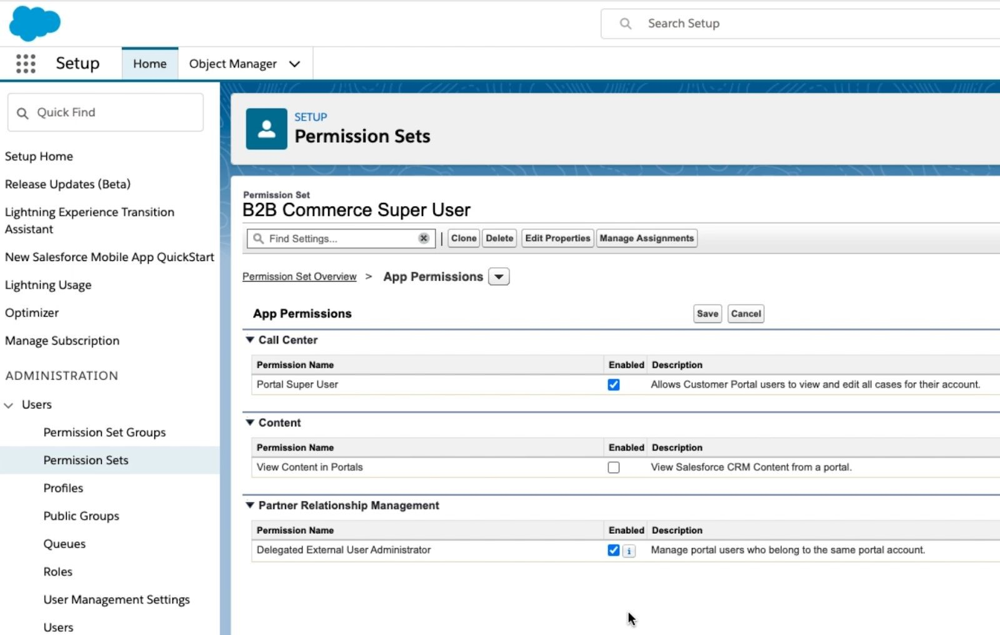 Search Setup
Setup
Home
Object Manager
Quick Find
Setup Home
Release Updates (Beta)
Lightning Experience Transition
Assistant
New Salesforce Mobile App QuickStart
Lightning Usage
Optimizer
Manage Subscription
ADMINISTRATION
Users
Permission Set Groups
Permission Sets
Profiles
Public Groups
Queues
Roles
User Management Settings
Users
SETUP
Permission Sets
Permission Set
B2B Commerce Super User
Find Settings... | Clone Delete Edit Properties Manage Assignments
Permission Set Overview > App Permissions
App Permissions Save Cancel
Call Center
Permission Name Enabled Description
Portal Super User Allows Customer Portal users to view and edit all cases for their account.
Content
Permission Name Enabled Description
View Content in Portals View Salesforce CRM Content from a portal.
Partner Relationship Management
Permission Name Enabled Description
Delegated External User Administrator i Manage portal users who belong to the same portal account.